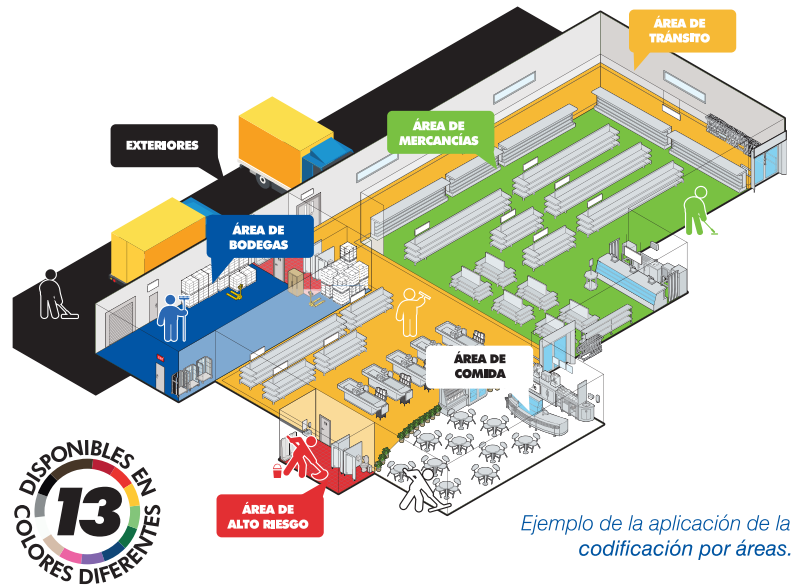 ÁREA DE
TRÁNSITO
ÁREA DE
MERCANCÍAS
EXTERIORES
ÁREA DE
BODEGAS
ÁREA DE
COMIDA
ÁREA DE
ALTO RIESGO
DISPONIBLES EN
13
COLORES DIFERENTES
Ejemplo de la aplicación de la
codificación por áreas.